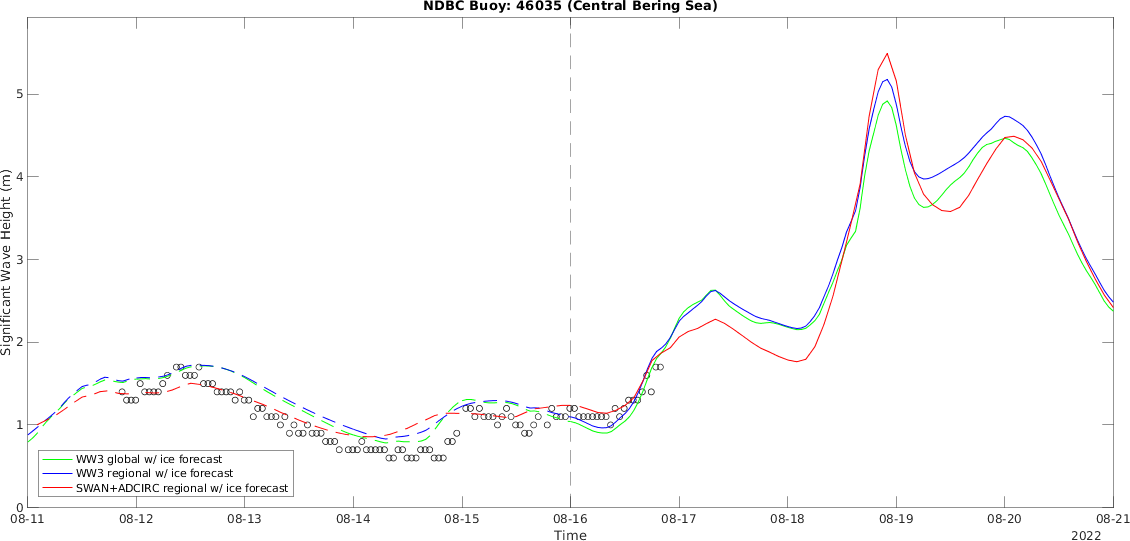 NDBC Buoy: 46035 (Central Bering Sea)
Significant Wave Height (m)
5
4
3
2
1
0
WW3 global w/ ice forecast
WW3 regional w/ ice forecast
SWAN+ADCIRC regional w/ ice forecast
08-11 08-12 08-13 08-14 08-15 08-16 08-17 08-18 08-19 08-20 08-21
Time
2022